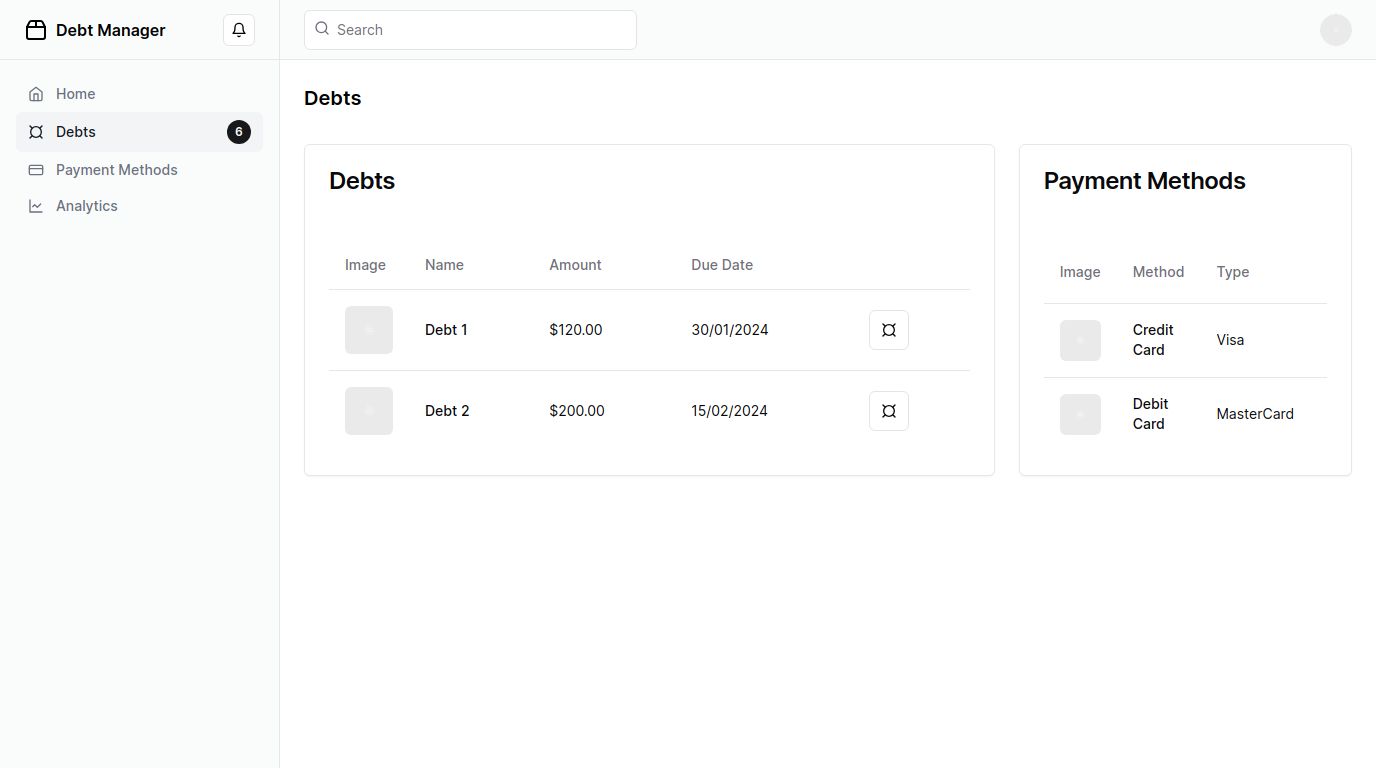 Debt Manager
Search
Home
Debts 6
Payment Methods
Analytics
Debts
Debts
Image Name Amount Due Date
Debt 1 $120.00 30/01/2024
Debt 2 $200.00 15/02/2024
Payment Methods
Image Method Type
Credit
Card
Visa
Debit
Card
MasterCard